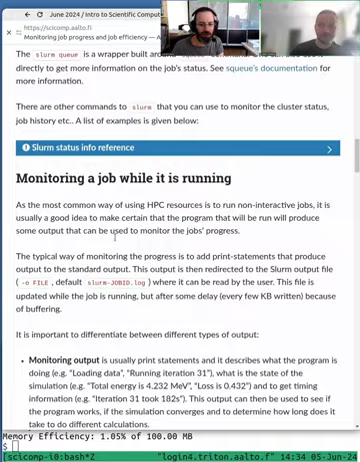 ← June 2024 / Intro to Scientific Comput
https://scicomp.aalto.fi
Monitoring job progress and job efficiency — A
The slurm queue is a wrapper built around
directly to get more information on the job's status. See squeue's documentation for
more information.
There are other commands to slurm that you can use to monitor the cluster status,
job history etc.. A list of examples is given below:
Slurm status info reference
Monitoring a job while it is running
As the most common way of using HPC resources is to run non-interactive jobs, it is
usually a good idea to make certain that the program that will be run will produce
some output that can be used to monitor the jobs' progress.
The typical way of monitoring the progress is to add print-statements that produce
output to the standard output. This output is then redirected to the Slurm output file
( -o FILE , default slurm-JOBID.log ) where it can be read by the user. This file is
updated while the job is running, but after some delay (every few KB written) because
of buffering.
It is important to differentiate between different types of output:
• Monitoring output is usually print statements and it describes what the program is
doing (e.g. "Loading data", "Running iteration 31"), what is the state of the
simulation (e.g. "Total energy is 4.232 MeV", "Loss is 0.432") and to get timing
information (e.g. "Iteration 31 took 182s"). This output can then be used to see if
the program works, if the simulation converges and to determine how long does it
take to do different calculations.
Memory Efficiency: 1.05% of 100.00 MB
$
[scicomp-i0:bash*Z "login4.triton.aalto.fi" 14:34 05-Jun-24